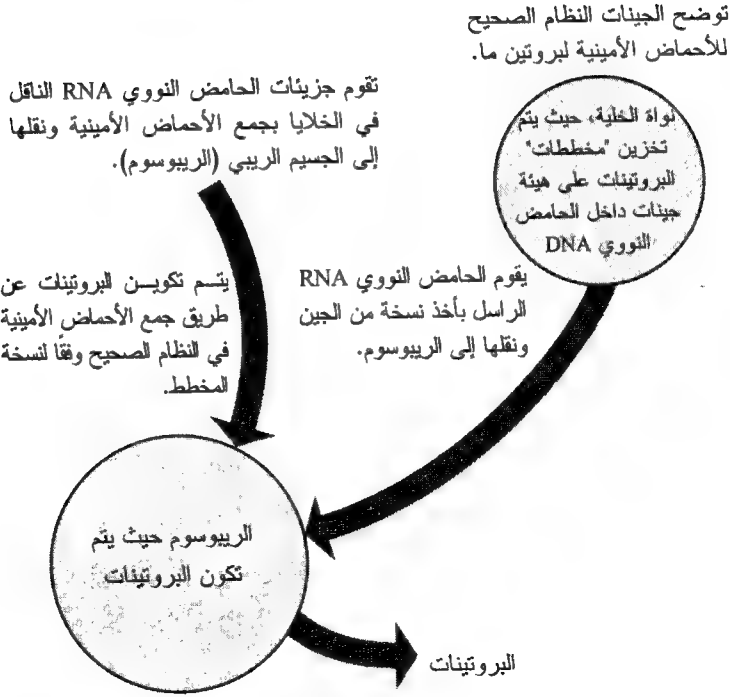 توضح الجينات النظام الصحيح
للأحماض الأمينية لبروتين ما.
نواة الخلية، حيث يتم
تخزين "مخططات"
البروتينات على هيئة
جينات داخل الحامض
النووي DNA
تقوم جزيئات الحامض النووي RNA الناقل
في الخلايا بجمع الأحماض الأمينية ونقلها
إلى الجسيم الريبي (الريبوسوم).
يقوم الحامض النووي RNA
الراسل بأخذ نسخة من الجين
ونقلها إلى الريبوسوم.
يتم تكوين البروتينات عن
طريق جمع الأحماض الأمينية
في النظام الصحيح وفقًا لنسخة
المخطط.
الريبوسوم حيث يتم
تكون البروتينات
البروتينات